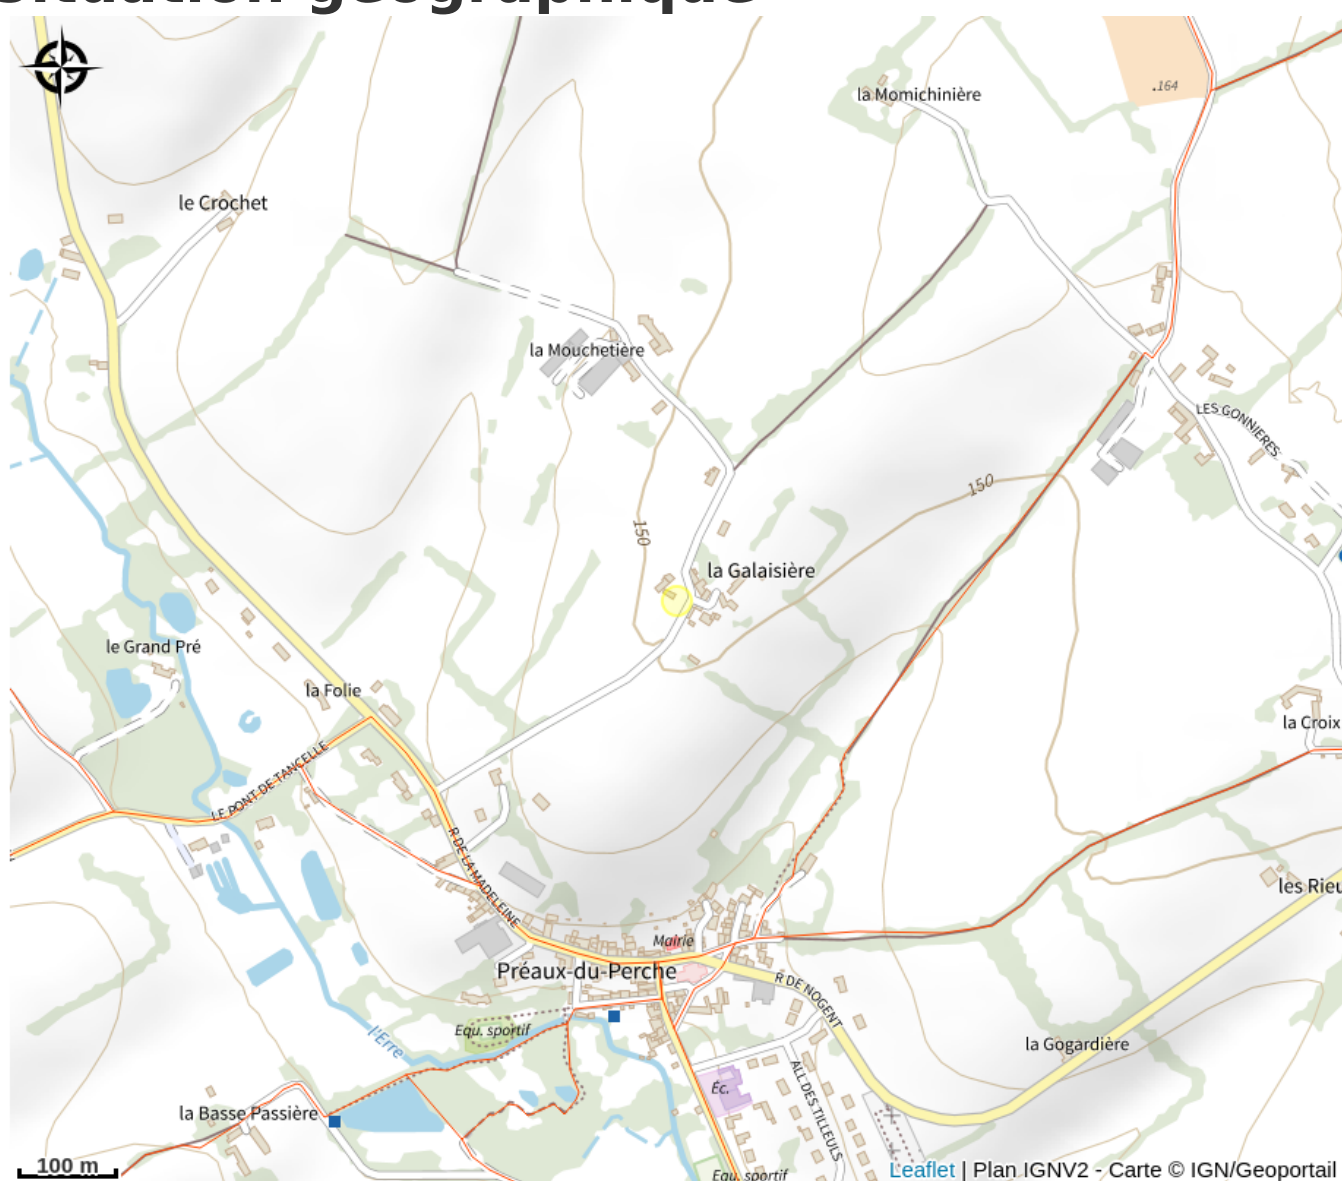 Situation géographique
la Momichinière
.164
le Crochet
la Mouchetière
LES GONNIERES
150
150
la Galaisière
le Grand Pré
la Folie
la Croix
LE PONT DE TANCELLE
R DE LA MADELEINE
les Rieu
Mairie
Préaux-du-Perche
R DE NOGENT
Equ. sportif
l'Erre
la Gogardière
Éc.
ALL DES TILLEULS
la Basse Passière
100 m
Equ. sportif
Leaflet | Plan IGNV2 - Carte © IGN/Geoportail